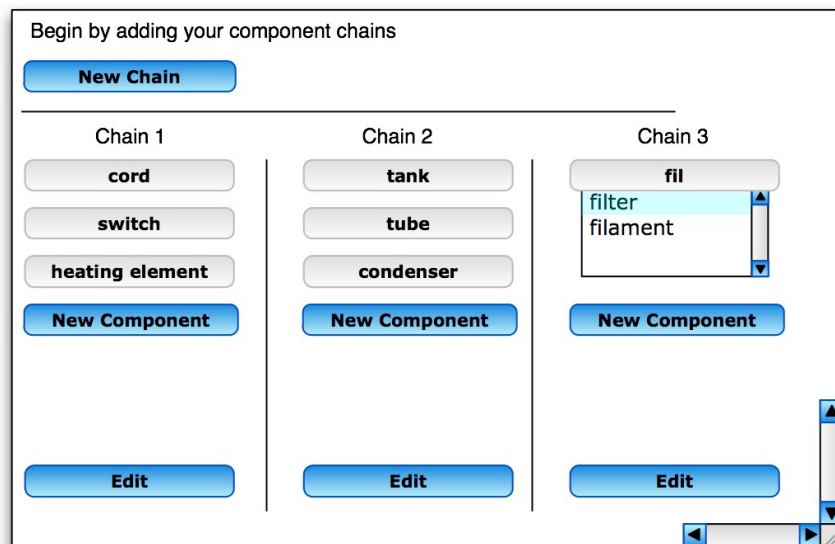 Begin by adding your component chains
New Chain
Chain 1
cord
switch
heating element
New Component
Edit
Chain 2
tank
tube
condenser
New Component
Edit
Chain 3
fil
filter
filament
New Component
Edit